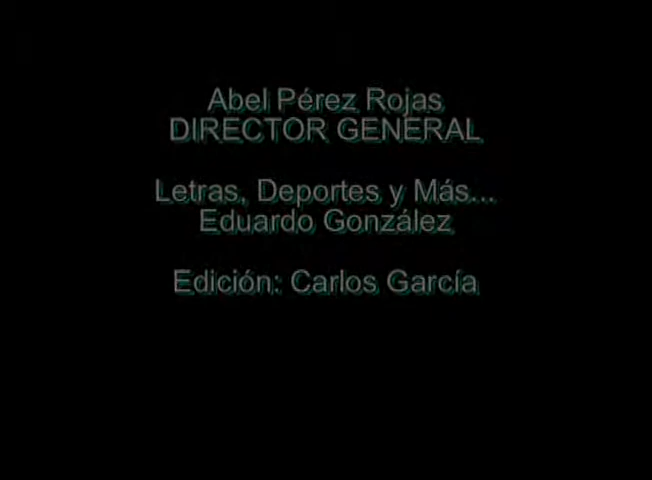 Abel Pérez Rojas
DIRECTOR GENERAL
Letras, Deportes y Más...
Eduardo González
Edición: Carlos García